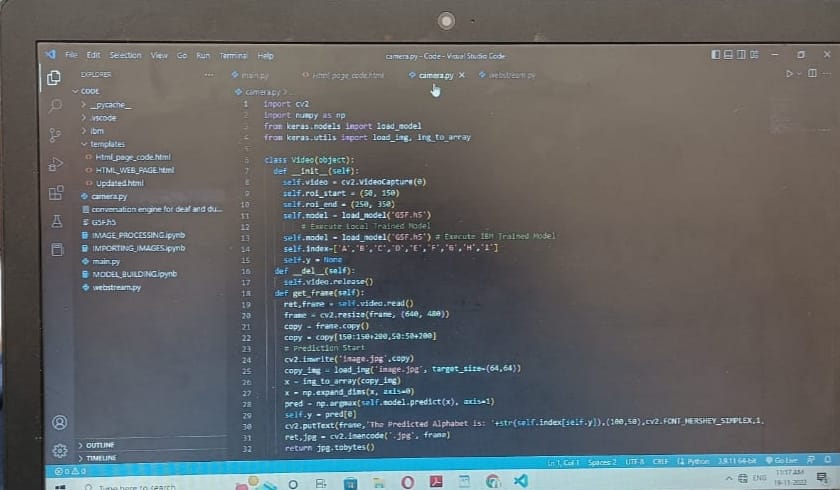 File Edit Selection View Go Run Terminal Help
camera.py - Code - Visual Studio Code
EXPLORER
main.py
Html_page_code.html
camera.py
webstream.py
CODE
__pycache__
.vscode
ibm
templates
Html_page_code.html
HTML_WEB_PAGE.html
Updated.html
camera.py
conversation engine for deaf and du...
G5F.h5
IMAGE_PROCESSING.ipynb
IMPORTING_IMAGES.ipynb
main.py
MODEL_BUILDING.ipynb
webstream.py
OUTLINE
TIMELINE
camera.py >
1 import cv2
2 import numpy as np
3 from keras.models import load_model
4 from keras.utils import load_img, img_to_array
5
6 class Video(object):
7 def __init__(self):
8 self.video = cv2.VideoCapture(0)
9 self.roi_start = (50, 150)
10 self.roi_end = (250, 350)
11 self.model = load_model('G5F.h5')
12 # Execute Local Trained Model
13 self.model = load_model('G5F.h5') # Execute IBM Trained Model
14 self.index=['A','B','C','D','E','F','G','H','I']
15 self.y = None
16 def __del__(self):
17 self.video.release()
18 def get_frame(self):
19 ret,frame = self.video.read()
20 frame = cv2.resize(frame, (640, 480))
21 copy = frame.copy()
22 copy = copy[150:150+200,50:50+200]
23 # Prediction Start
24 cv2.imwrite('image.jpg',copy)
25 copy_img = load_img('image.jpg', target_size=(64,64))
26 x = img_to_array(copy_img)
27 x = np.expand_dims(x, axis=0)
28 pred = np.argmax(self.model.predict(x), axis=1)
29 self.y = pred[0]
30 cv2.putText(frame,'The Predicted Alphabet is: '+str(self.index[self.y]),(100,50),cv2.FONT_HERSHEY_SIMPLEX,1,
31 ret,jpg = cv2.imencode('.jpg', frame)
32 return jpg.tobytes()
0 0
Ln 1, Col 1 Spaces: 2 UTF-8 CRLF Python 3.9.11 64-bit Go Live
Type here to search
ENG
11:17 AM
19-11-2022